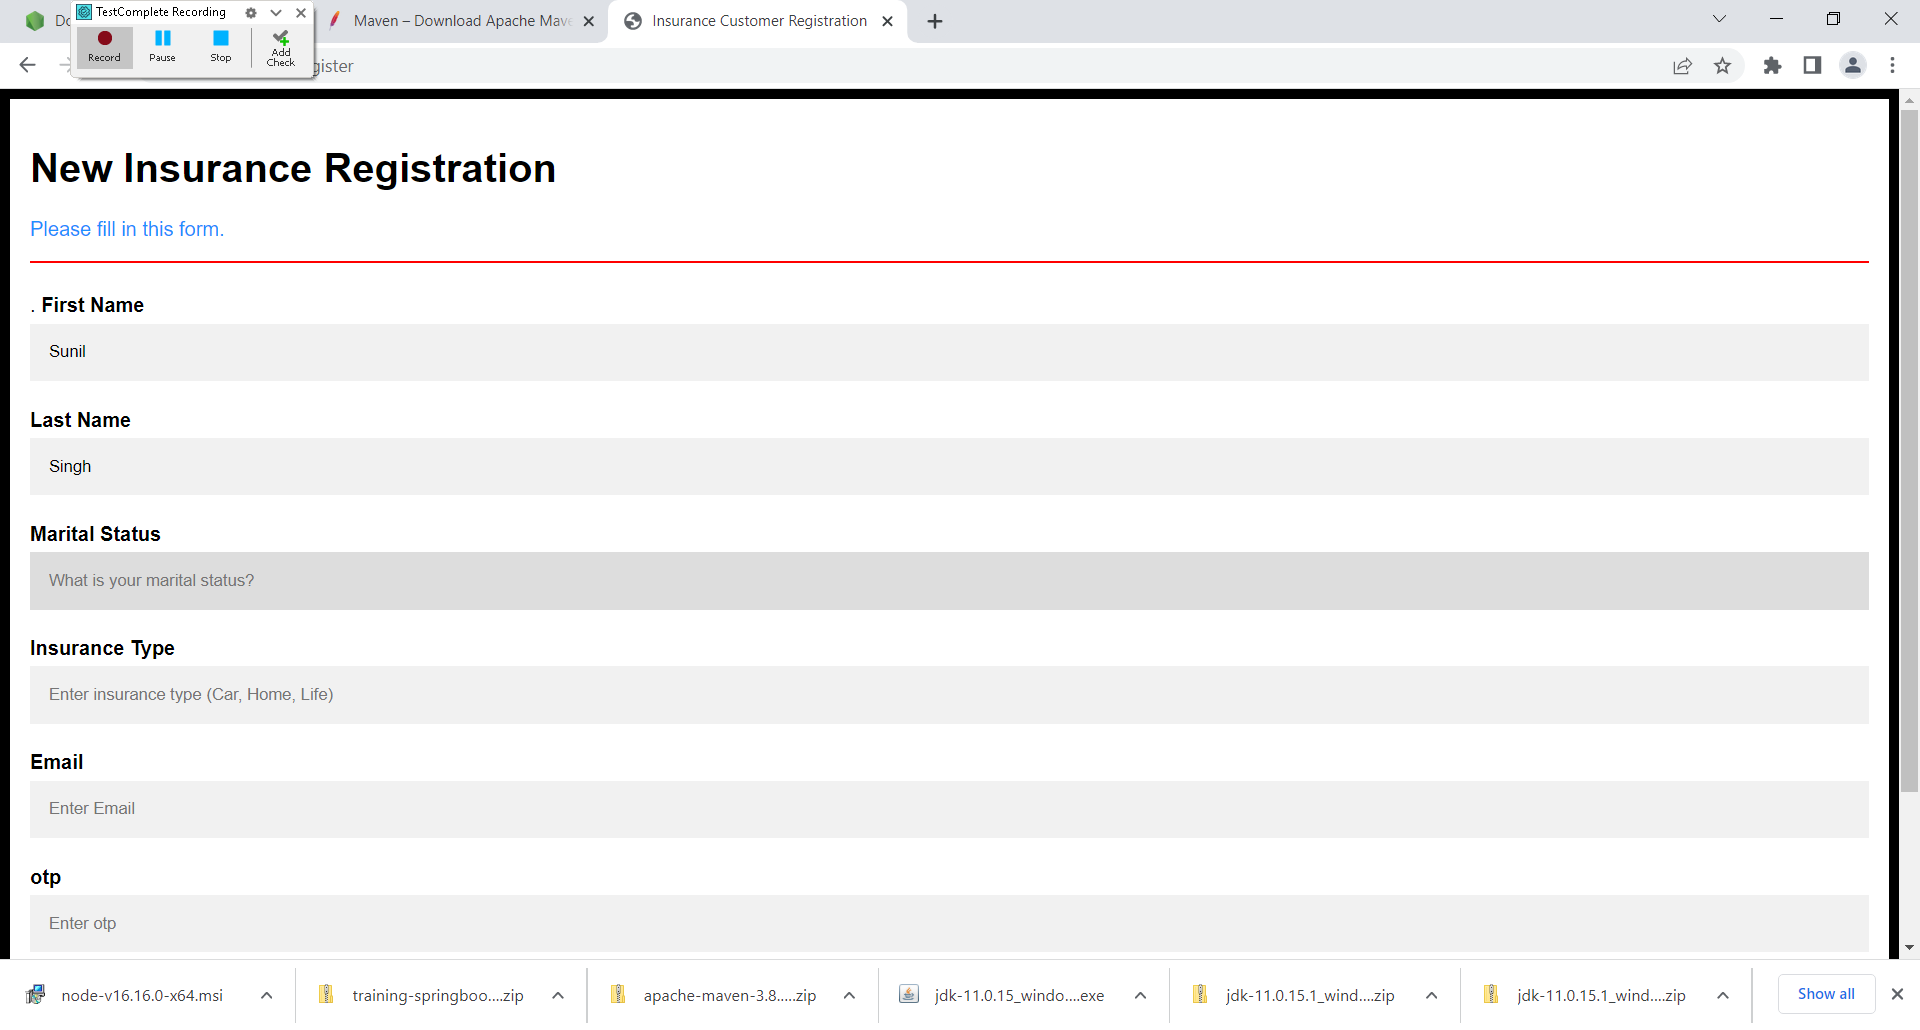 TestComplete Recording
Record
Pause
Stop
Add
Check
Maven – Download Apache Mav
Insurance Customer Registration
gister
New Insurance Registration
Please fill in this form.
. First Name
Sunil
Last Name
Singh
Marital Status
What is your marital status?
Insurance Type
Enter insurance type (Car, Home, Life)
Email
Enter Email
otp
Enter otp
node-v16.16.0-x64.msi
training-springboo....zip
apache-maven-3.8.....zip
jdk-11.0.15_windo....exe
jdk-11.0.15.1_wind....zip
jdk-11.0.15.1_wind....zip
Show all